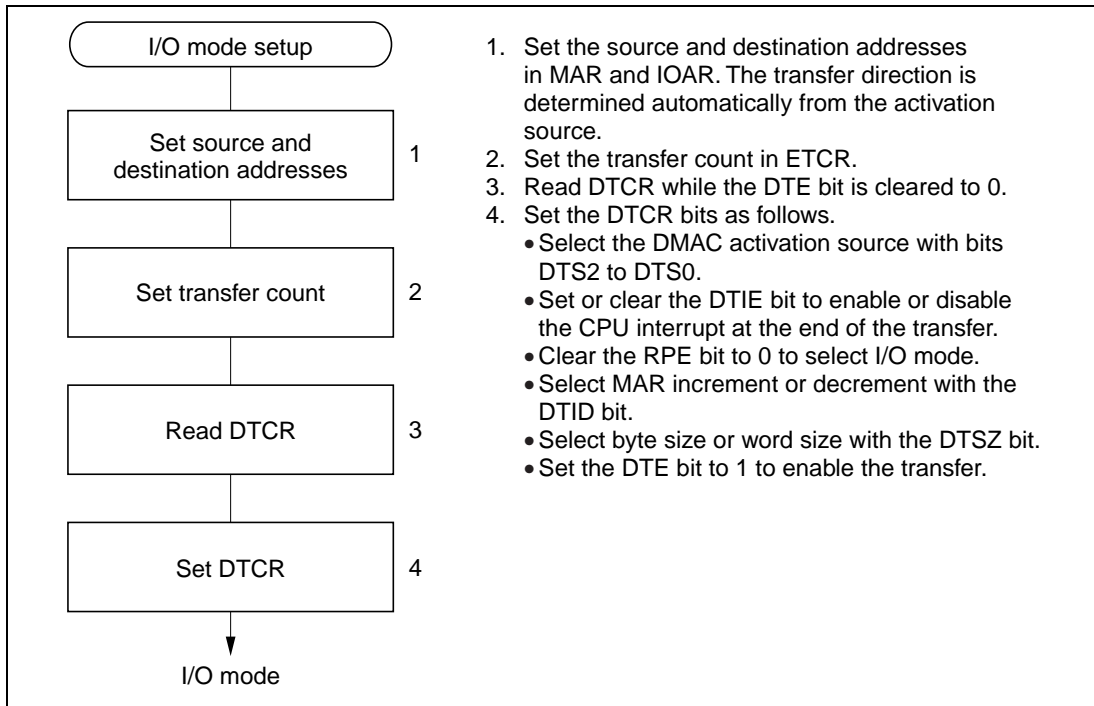 I/O mode setup
Set source and
destination addresses
1
Set transfer count
2
Read DTCR
3
Set DTCR
4
I/O mode
1. Set the source and destination addresses
in MAR and IOAR. The transfer direction is
determined automatically from the activation
source.
2. Set the transfer count in ETCR.
3. Read DTCR while the DTE bit is cleared to 0.
4. Set the DTCR bits as follows.
• Select the DMAC activation source with bits
DTS2 to DTS0.
• Set or clear the DTIE bit to enable or disable
the CPU interrupt at the end of the transfer.
• Clear the RPE bit to 0 to select I/O mode.
• Select MAR increment or decrement with the
DTID bit.
• Select byte size or word size with the DTSZ bit.
• Set the DTE bit to 1 to enable the transfer.